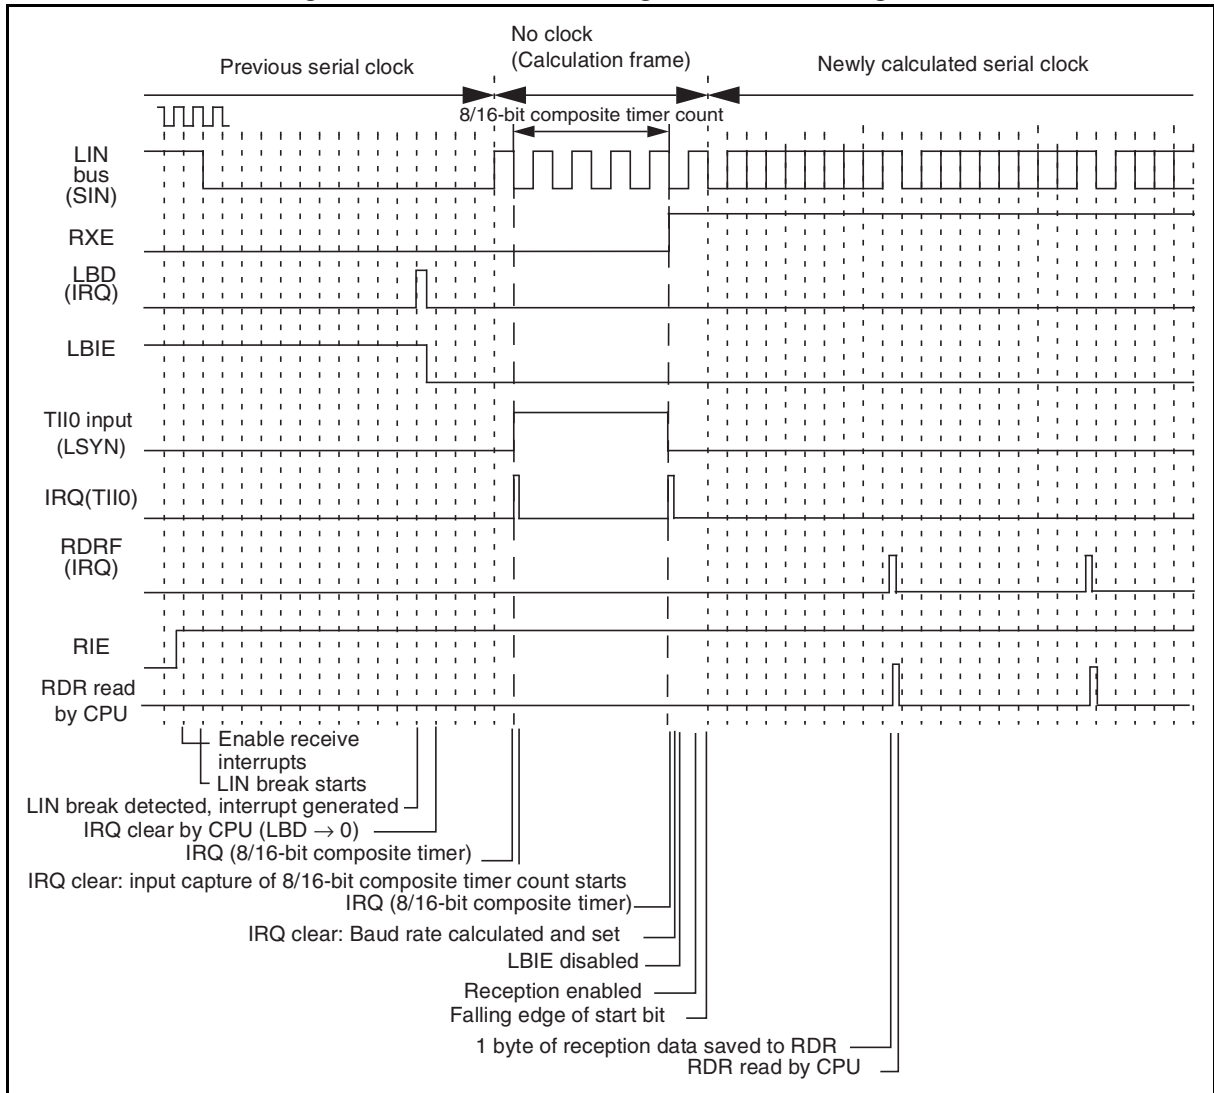 No clock
(Calculation frame)
Previous serial clock
Newly calculated serial clock
8/16-bit composite timer count
LIN
bus
(SIN)
RXE
LBD
(IRQ)
LBIE
TII0 input
(LSYN)
IRQ(TII0)
RDRF
(IRQ)
RIE
RDR read
by CPU
Enable receive
interrupts
LIN break starts
LIN break detected, interrupt generated
IRQ clear by CPU (LBD → 0)
IRQ (8/16-bit composite timer)
IRQ clear: input capture of 8/16-bit composite timer count starts
IRQ (8/16-bit composite timer)
IRQ clear: Baud rate calculated and set
LBIE disabled
Reception enabled
Falling edge of start bit
1 byte of reception data saved to RDR
RDR read by CPU